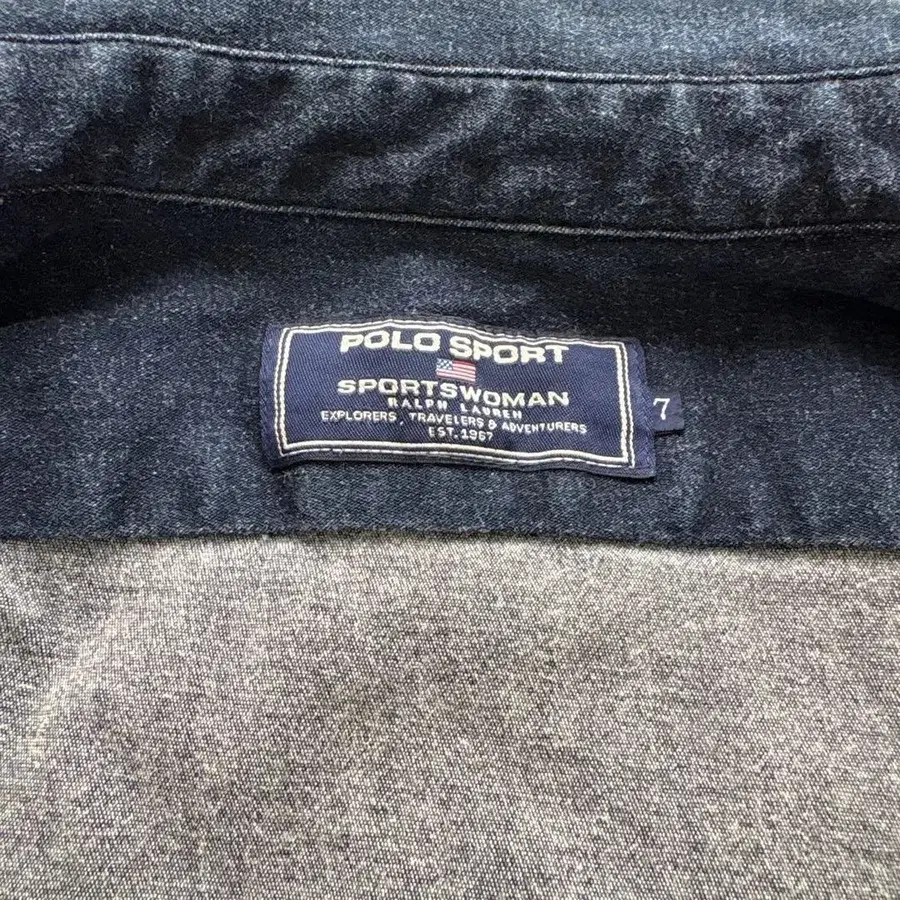 POLO SPORT
SPORTSWOMAN
RALPH LAUREN
EXPLORERS, TRAVELERS & ADVENTURERS
EST. 1967
7